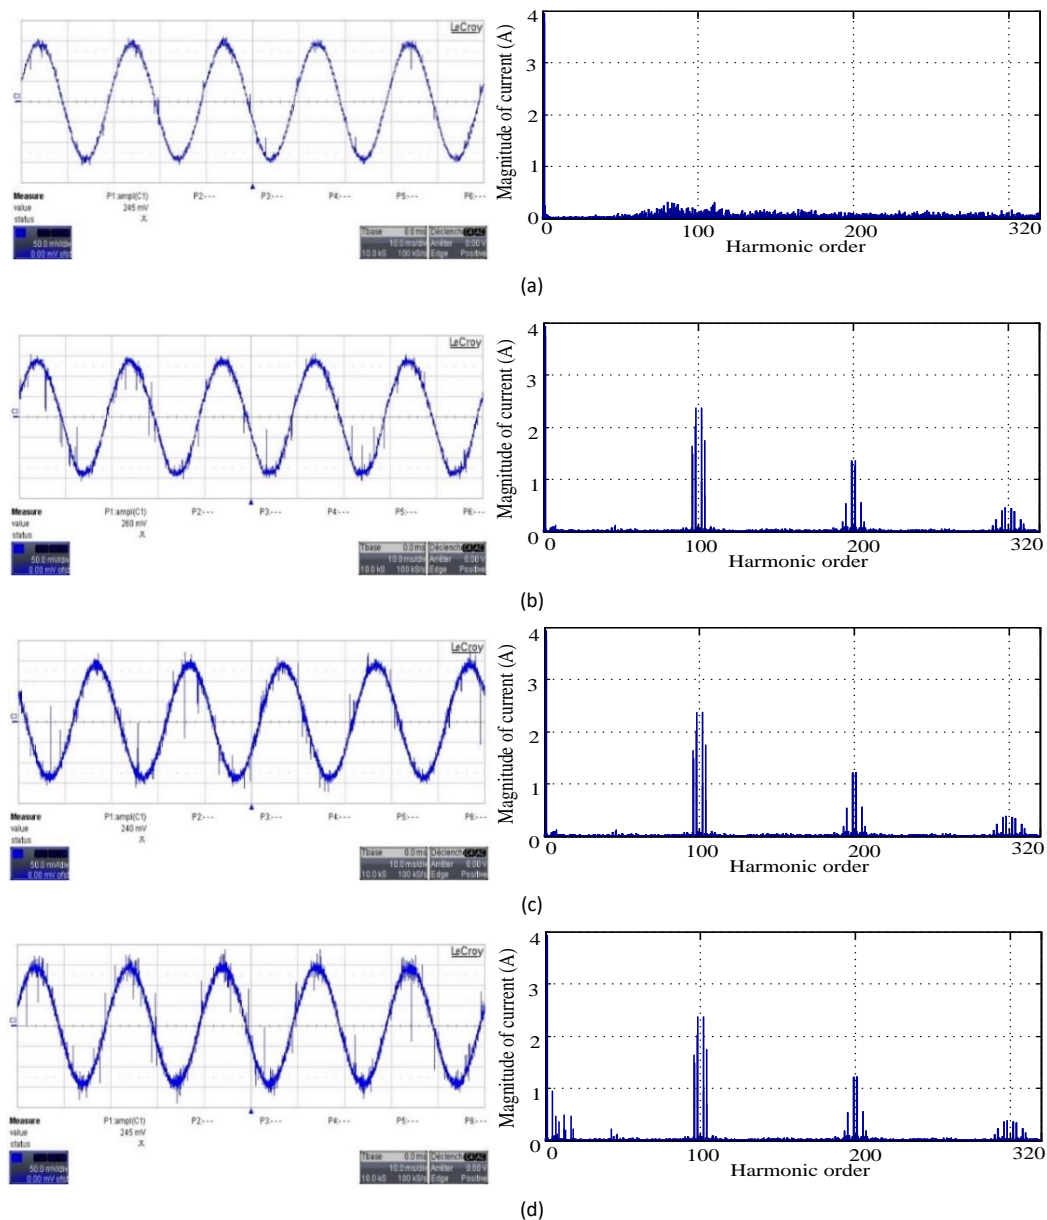 LeCroy
Measure P1:ampl(C1) P2:--- P3:--- P4:--- P5:--- P6:---
value 245 mV
status
50.0 mV/div
0.00 mV ofst
Tbase 0.0 ms Déclench C4 AC
10.0 ms/div Arrêter 0.00 V
10.0 kS 100 kS/s Edge Positive
Magnitude of current (A)
4
3
2
1
0
0 100 200 320
Harmonic order
(a)
LeCroy
Measure P1:ampl(C1) P2:--- P3:--- P4:--- P5:--- P6:---
value 260 mV
status
50.0 mV/div
0.00 mV ofst
Tbase 0.0 ms Déclench C4 AC
10.0 ms/div Arrêter 0.00 V
10.0 kS 100 kS/s Edge Positive
Magnitude of current (A)
4
3
2
1
0
0 100 200 320
Harmonic order
(b)
LeCroy
Measure P1:ampl(C1) P2:--- P3:--- P4:--- P5:--- P6:---
value 240 mV
status
50.0 mV/div
0.00 mV ofst
Tbase 0.0 ms Déclench C4 AC
10.0 ms/div Arrêter 0.00 V
10.0 kS 100 kS/s Edge Positive
Magnitude of current (A)
4
3
2
1
0
0 100 200 320
Harmonic order
(c)
LeCroy
Measure P1:ampl(C1) P2:--- P3:--- P4:--- P5:--- P6:---
value 245 mV
status
50.0 mV/div
0.00 mV ofst
Tbase 0.0 ms Déclench C4 AC
10.0 ms/div Arrêter 0.00 V
10.0 kS 100 kS/s Edge Positive
Magnitude of current (A)
4
3
2
1
0
0 100 200 320
Harmonic order
(d)